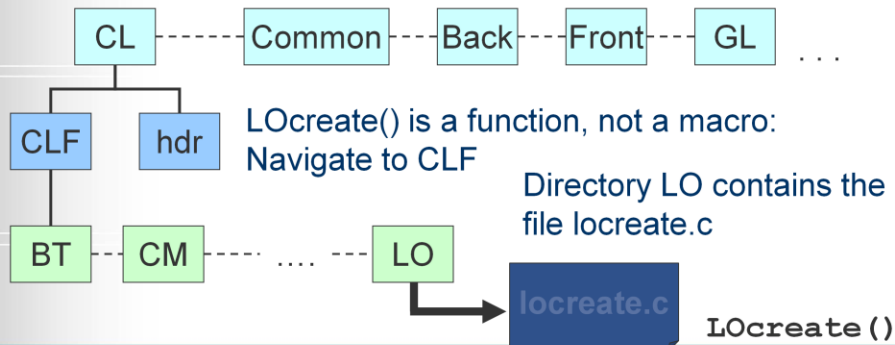 CL Common Back Front GL . . .
CLF hdr
LOcreate() is a function, not a macro:
Navigate to CLF
Directory LO contains the
file locreate.c
BT CM .... LO
locreate.c
LOcreate()